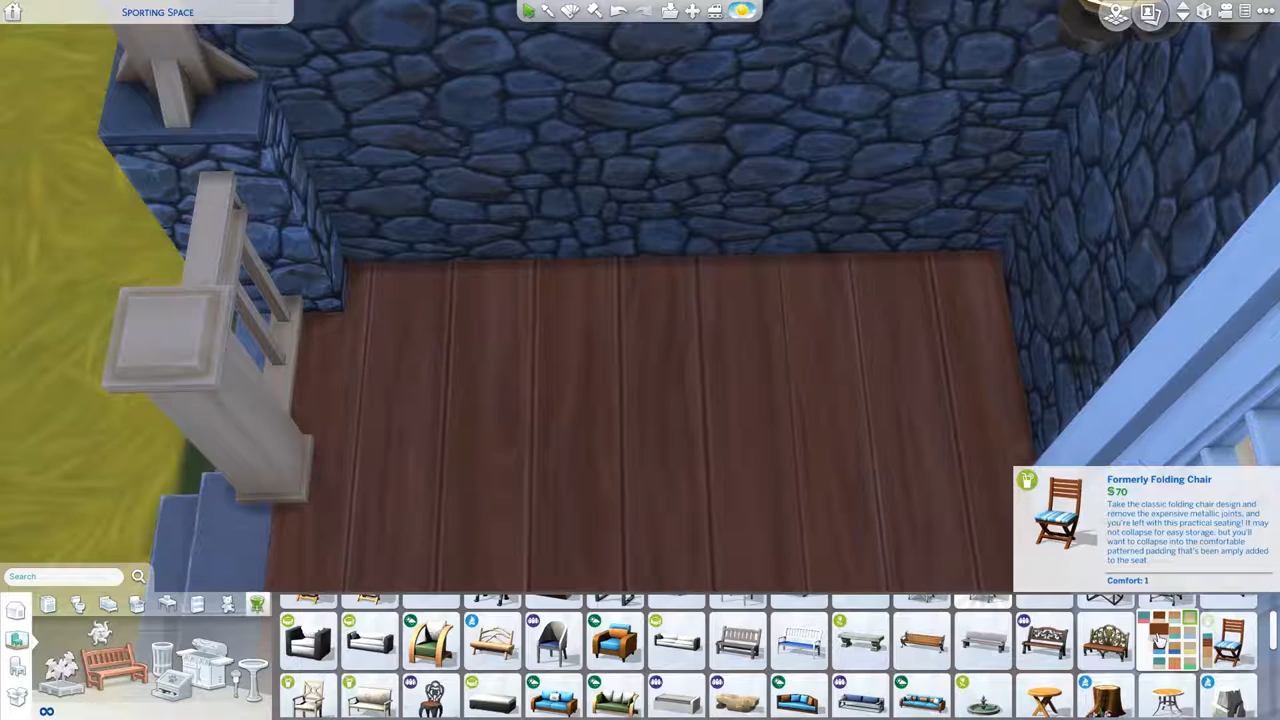 Sporting Space
Formerly Folding Chair
§70
Take the classic folding chair design and
remove the expensive metallic joints, and
you're left with this practical seating! It may
not collapse for easy storage, but you'll
want to collapse into the comfortable
patterned padding that's been amply added
to the seat.
Comfort: 1
Search